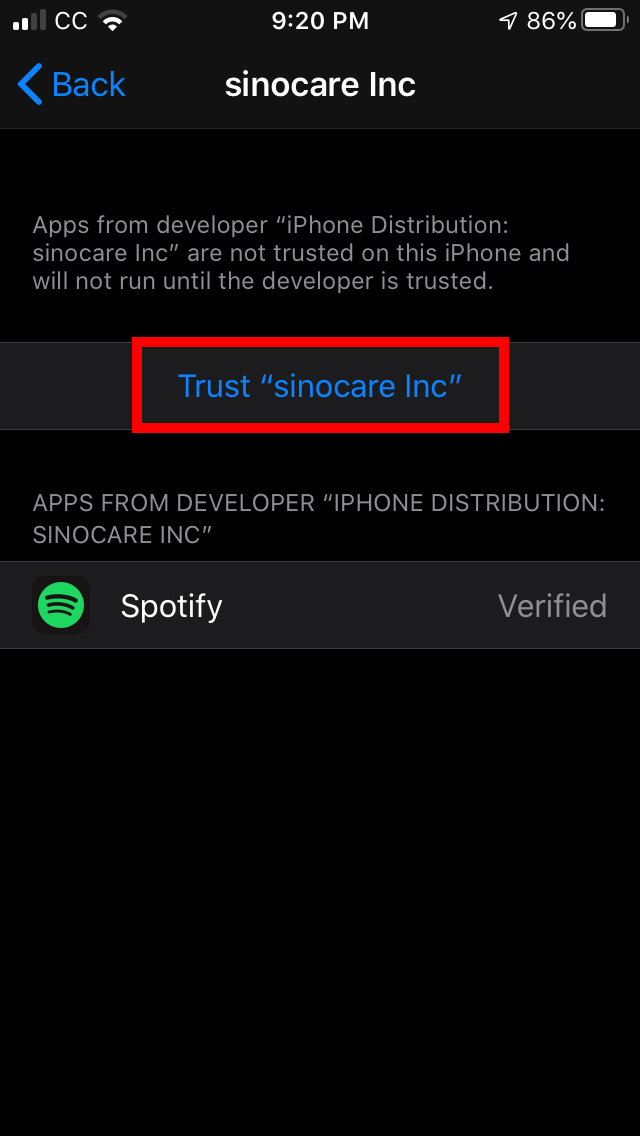 CC 9:20 PM 86%
Back sinocare Inc
Apps from developer “iPhone Distribution:
sinocare Inc” are not trusted on this iPhone and
will not run until the developer is trusted.
Trust “sinocare Inc”
APPS FROM DEVELOPER “IPHONE DISTRIBUTION:
SINOCARE INC”
Spotify Verified